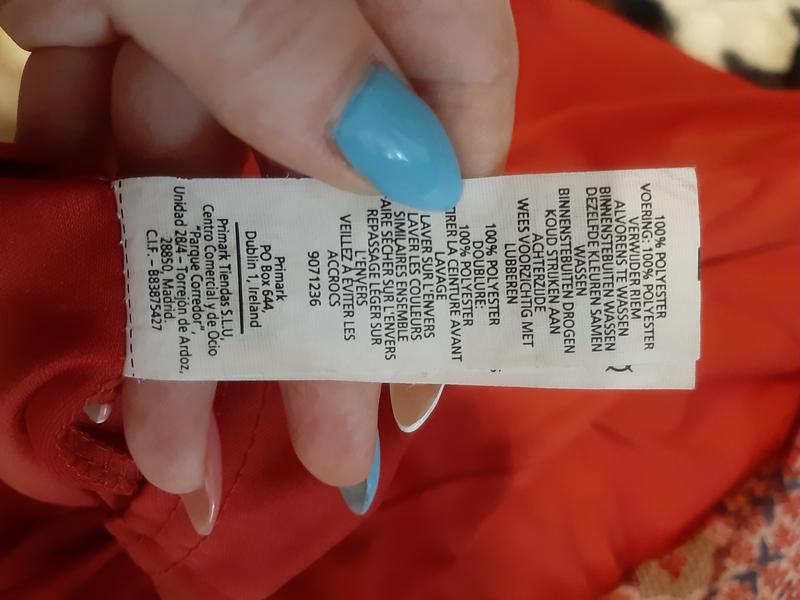 100% POLYESTER
VOERING: 100% POLYESTER
VERWIJDER RIEM
ALVORENS TE WASSEN
BINNENSTEBUITEN WASSEN
DEZELFDE KLEUREN SAMEN
WASSEN
BINNENSTEBUITEN DROGEN
KOUD STRIJKEN AAN
ACHTERZIJDE
WEES VOORZICHTIG MET
LUBBEREN
100% POLYESTER
DOUBLURE:
100% POLYESTER
TIRER LA CEINTURE AVANT
LAVAGE
LAVER SUR L'ENVERS
LAVER LES COULEURS
SIMILAIRES ENSEMBLE
AIRE SÉCHER SUR L'ENVERS
REPASSAGE LÉGER SUR
L'ENVERS
VEILLEZ À ÉVITER LES
ACCROCS
9071236
Primark
PO Box 644,
Dublin 1, Ireland
Primark Tiendas S.L.U,
Centro Comercial y de Ocio
"Parque Corredor"
Unidad 28/4 – Torrejón de Ardoz,
28850, Madrid.
C.I.F. – B83875427